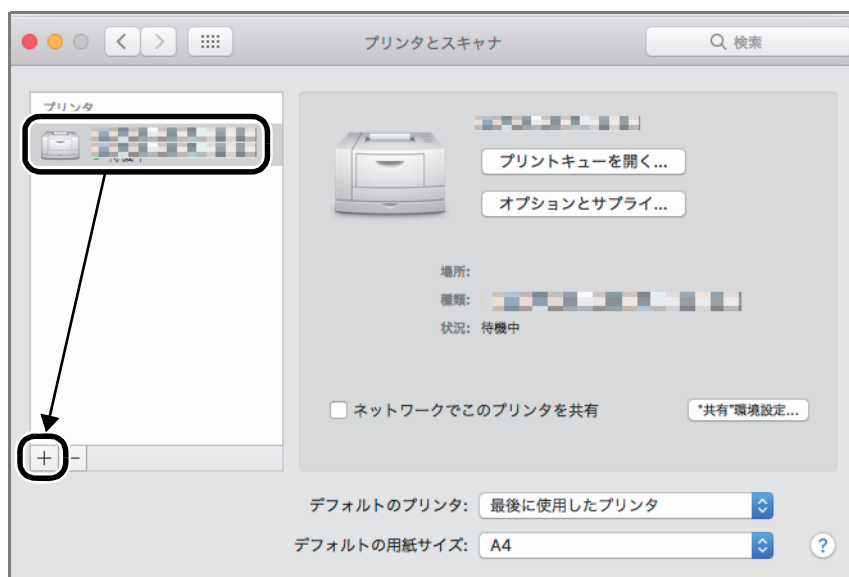 プリンタとスキャナ
検索
プリンタ
プリントキューを開く...
オプションとサプライ...
場所:
種類:
状況: 待機中
ネットワークでこのプリンタを共有
"共有"環境設定...
+ −
デフォルトのプリンタ: 最後に使用したプリンタ
デフォルトの用紙サイズ: A4
?